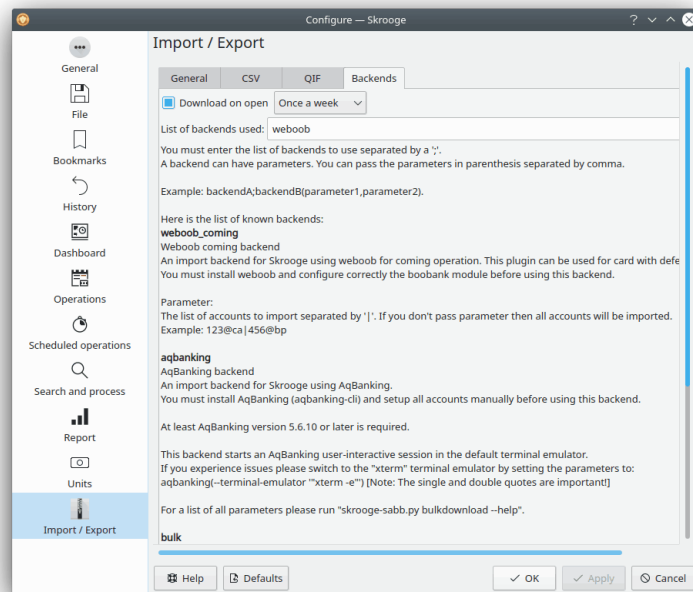 Configure — Skrooge
General
File
Bookmarks
History
Dashboard
Operations
Scheduled operations
Search and process
Report
Units
Import / Export
Import / Export
General CSV QIF Backends
Download on open Once a week
List of backends used: weboob
You must enter the list of backends to use separated by a ';'.
A backend can have parameters. You can pass the parameters in parenthesis separated by comma.
Example: backendA;backendB(parameter1,parameter2).
Here is the list of known backends:
weboob_coming
Weboob coming backend
An import backend for Skrooge using weboob for coming operation. This plugin can be used for card with defe
You must install weboob and configure correctly the boobank module before using this backend.
Parameter:
The list of accounts to import separated by '|'. If you don't pass parameter then all accounts will be imported.
Example: 123@ca|456@bp
aqbanking
AqBanking backend
An import backend for Skrooge using AqBanking.
You must install AqBanking (aqbanking-cli) and setup all accounts manually before using this backend.
At least AqBanking version 5.6.10 or later is required.
This backend starts an AqBanking user-interactive session in the default terminal emulator.
If you experience issues please switch to the "xterm" terminal emulator by setting the parameters to:
aqbanking(--terminal-emulator '"xterm -e"') [Note: The single and double quotes are important!]
For a list of all parameters please run "skrooge-sabb.py bulkdownload --help".
bulk
Help Defaults OK Apply Cancel